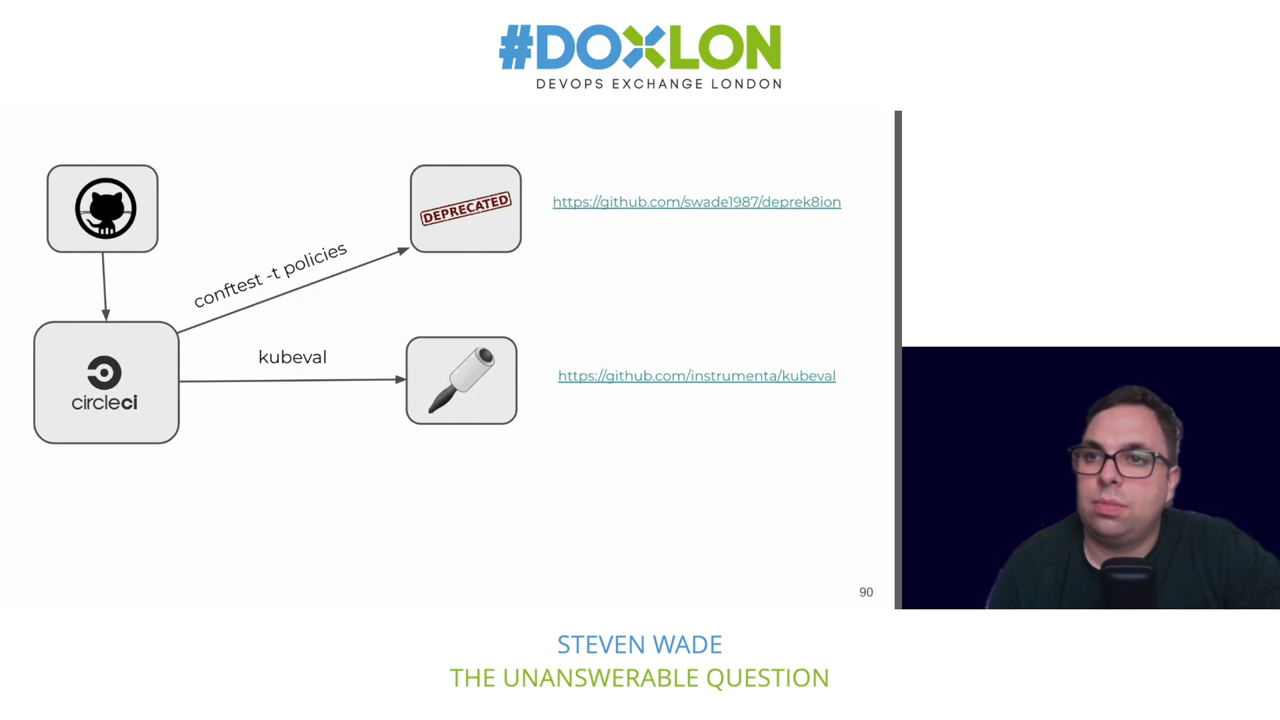 #DOXLON
DEVOPS EXCHANGE LONDON
DEPRECATED
https://github.com/swade1987/deprek8ion
conftest -t policies
kubeval
https://github.com/instrumenta/kubeval
circleci
90
STEVEN WADE
THE UNANSWERABLE QUESTION